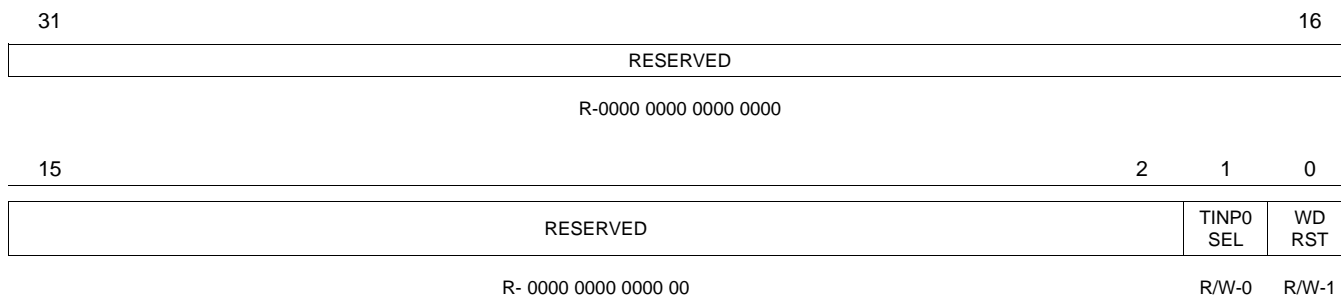 31 16
RESERVED
R-0000 0000 0000 0000
15 2 1 0
RESERVED TINP0 SEL WD RST
R- 0000 0000 0000 00 R/W-0 R/W-1